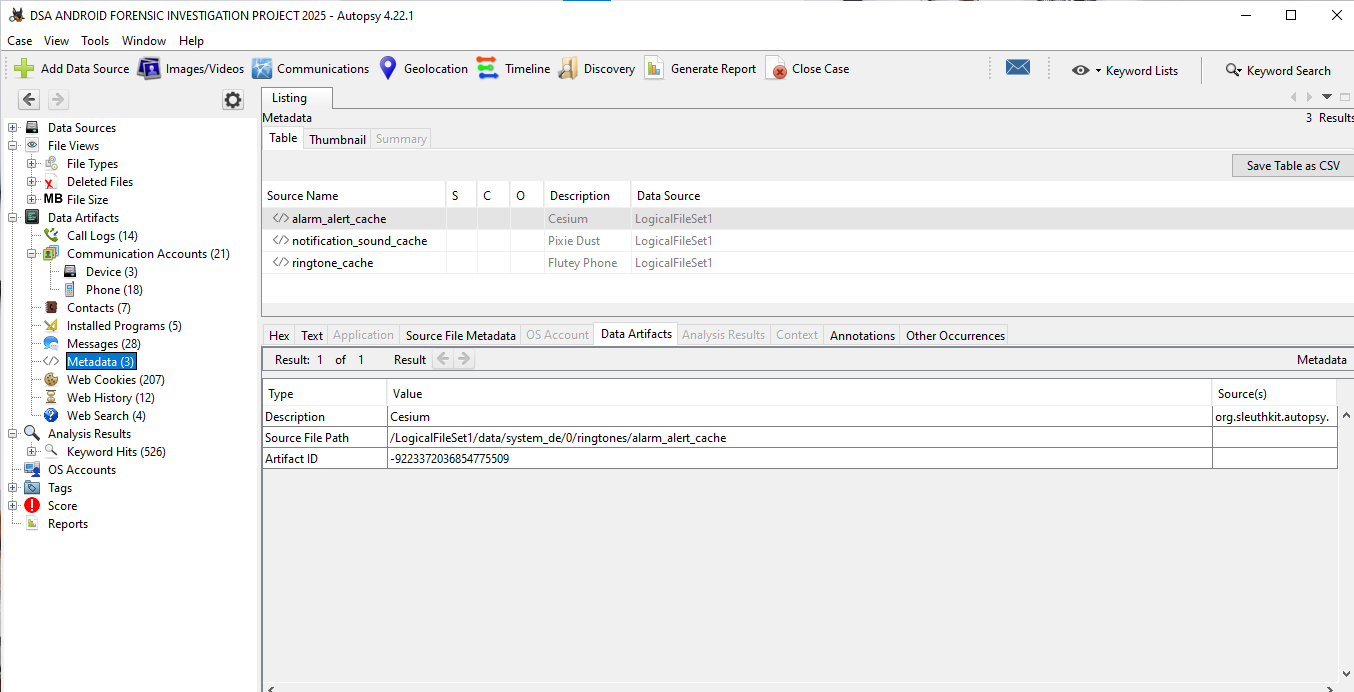 DSA ANDROID FORENSIC INVESTIGATION PROJECT 2025 - Autopsy 4.22.1
Case View Tools Window Help
Add Data Source Images/Videos Communications Geolocation Timeline Discovery Generate Report Close Case Keyword Lists Keyword Search
Listing
Metadata
3 Results
Table Thumbnail Summary
Save Table as CSV
Source Name S C O Description Data Source
alarm_alert_cache Cesium LogicalFileSet1
notification_sound_cache Pixie Dust LogicalFileSet1
ringtone_cache Flutey Phone LogicalFileSet1
Data Sources
File Views
File Types
Deleted Files
MB File Size
Data Artifacts
Call Logs (14)
Communication Accounts (21)
Device (3)
Phone (18)
Contacts (7)
Installed Programs (5)
Messages (28)
Metadata (3)
Web Cookies (207)
Web History (12)
Web Search (4)
Analysis Results
Keyword Hits (526)
OS Accounts
Tags
Score
Reports
Hex Text Application Source File Metadata OS Account Data Artifacts Analysis Results Context Annotations Other Occurrences
Result: 1 of 1 Result
Metadata
Type Value Source(s)
Description Cesium org.sleuthkit.autopsy.
Source File Path /LogicalFileSet1/data/system_de/0/ringtones/alarm_alert_cache
Artifact ID -9223372036854775509